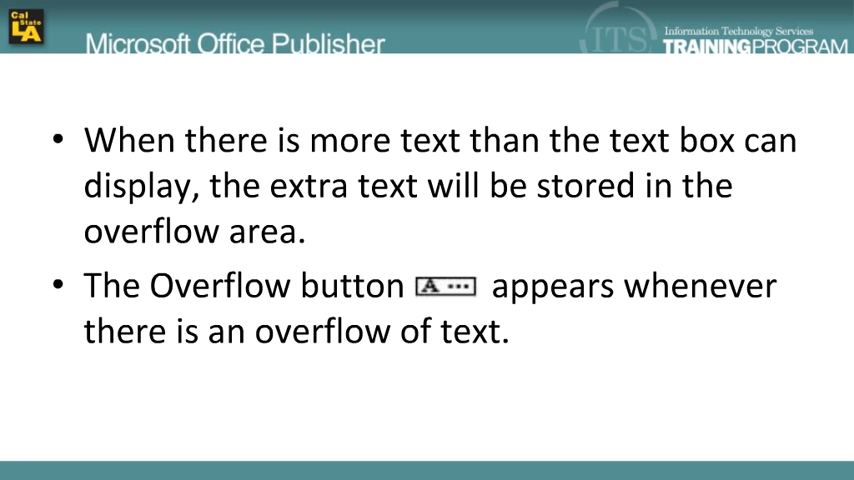 Cal
State
LA
Microsoft Office Publisher
ITS
Information Technology Services
TRAINING PROGRAM
• When there is more text than the text box can
display, the extra text will be stored in the
overflow area.
• The Overflow button A ··· appears whenever
there is an overflow of text.